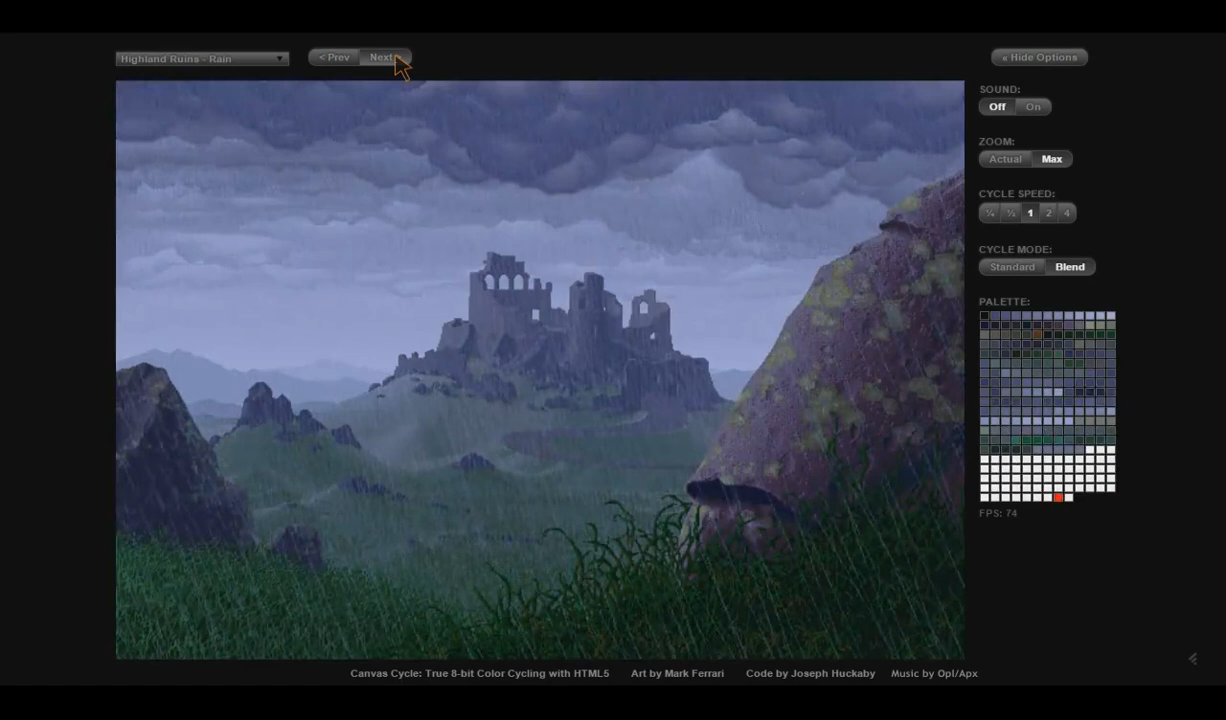 Highland Ruins - Rain
< Prev
Next
« Hide Options
SOUND:
Off
On
ZOOM:
Actual
Max
CYCLE SPEED:
¼
½
1
2
4
CYCLE MODE:
Standard
Blend
PALETTE:
FPS: 74
Canvas Cycle: True 8-bit Color Cycling with HTML5
Art by Mark Ferrari
Code by Joseph Huckaby
Music by Opl/Apx